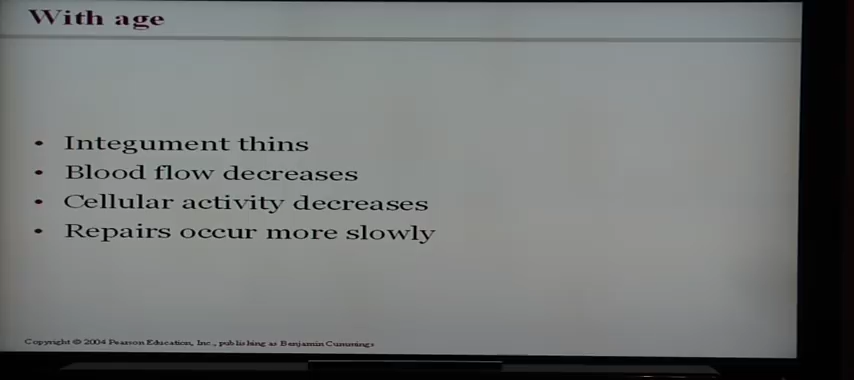 With age
• Integument thins
• Blood flow decreases
• Cellular activity decreases
• Repairs occur more slowly
Copyright © 2004 Pearson Education, Inc., publishing as Benjamin Cummings